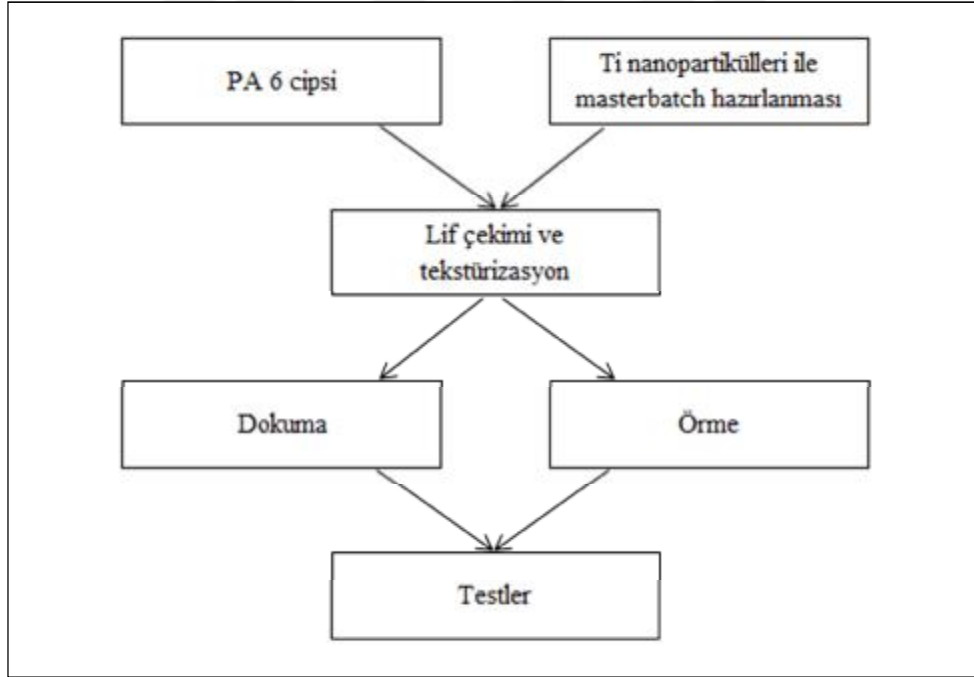 PA 6 cipsi
Ti nanopartikülleri ile
masterbatch hazırlanması
Lif çekimi ve
tekstürizasyon
Dokuma
Örme
Testler